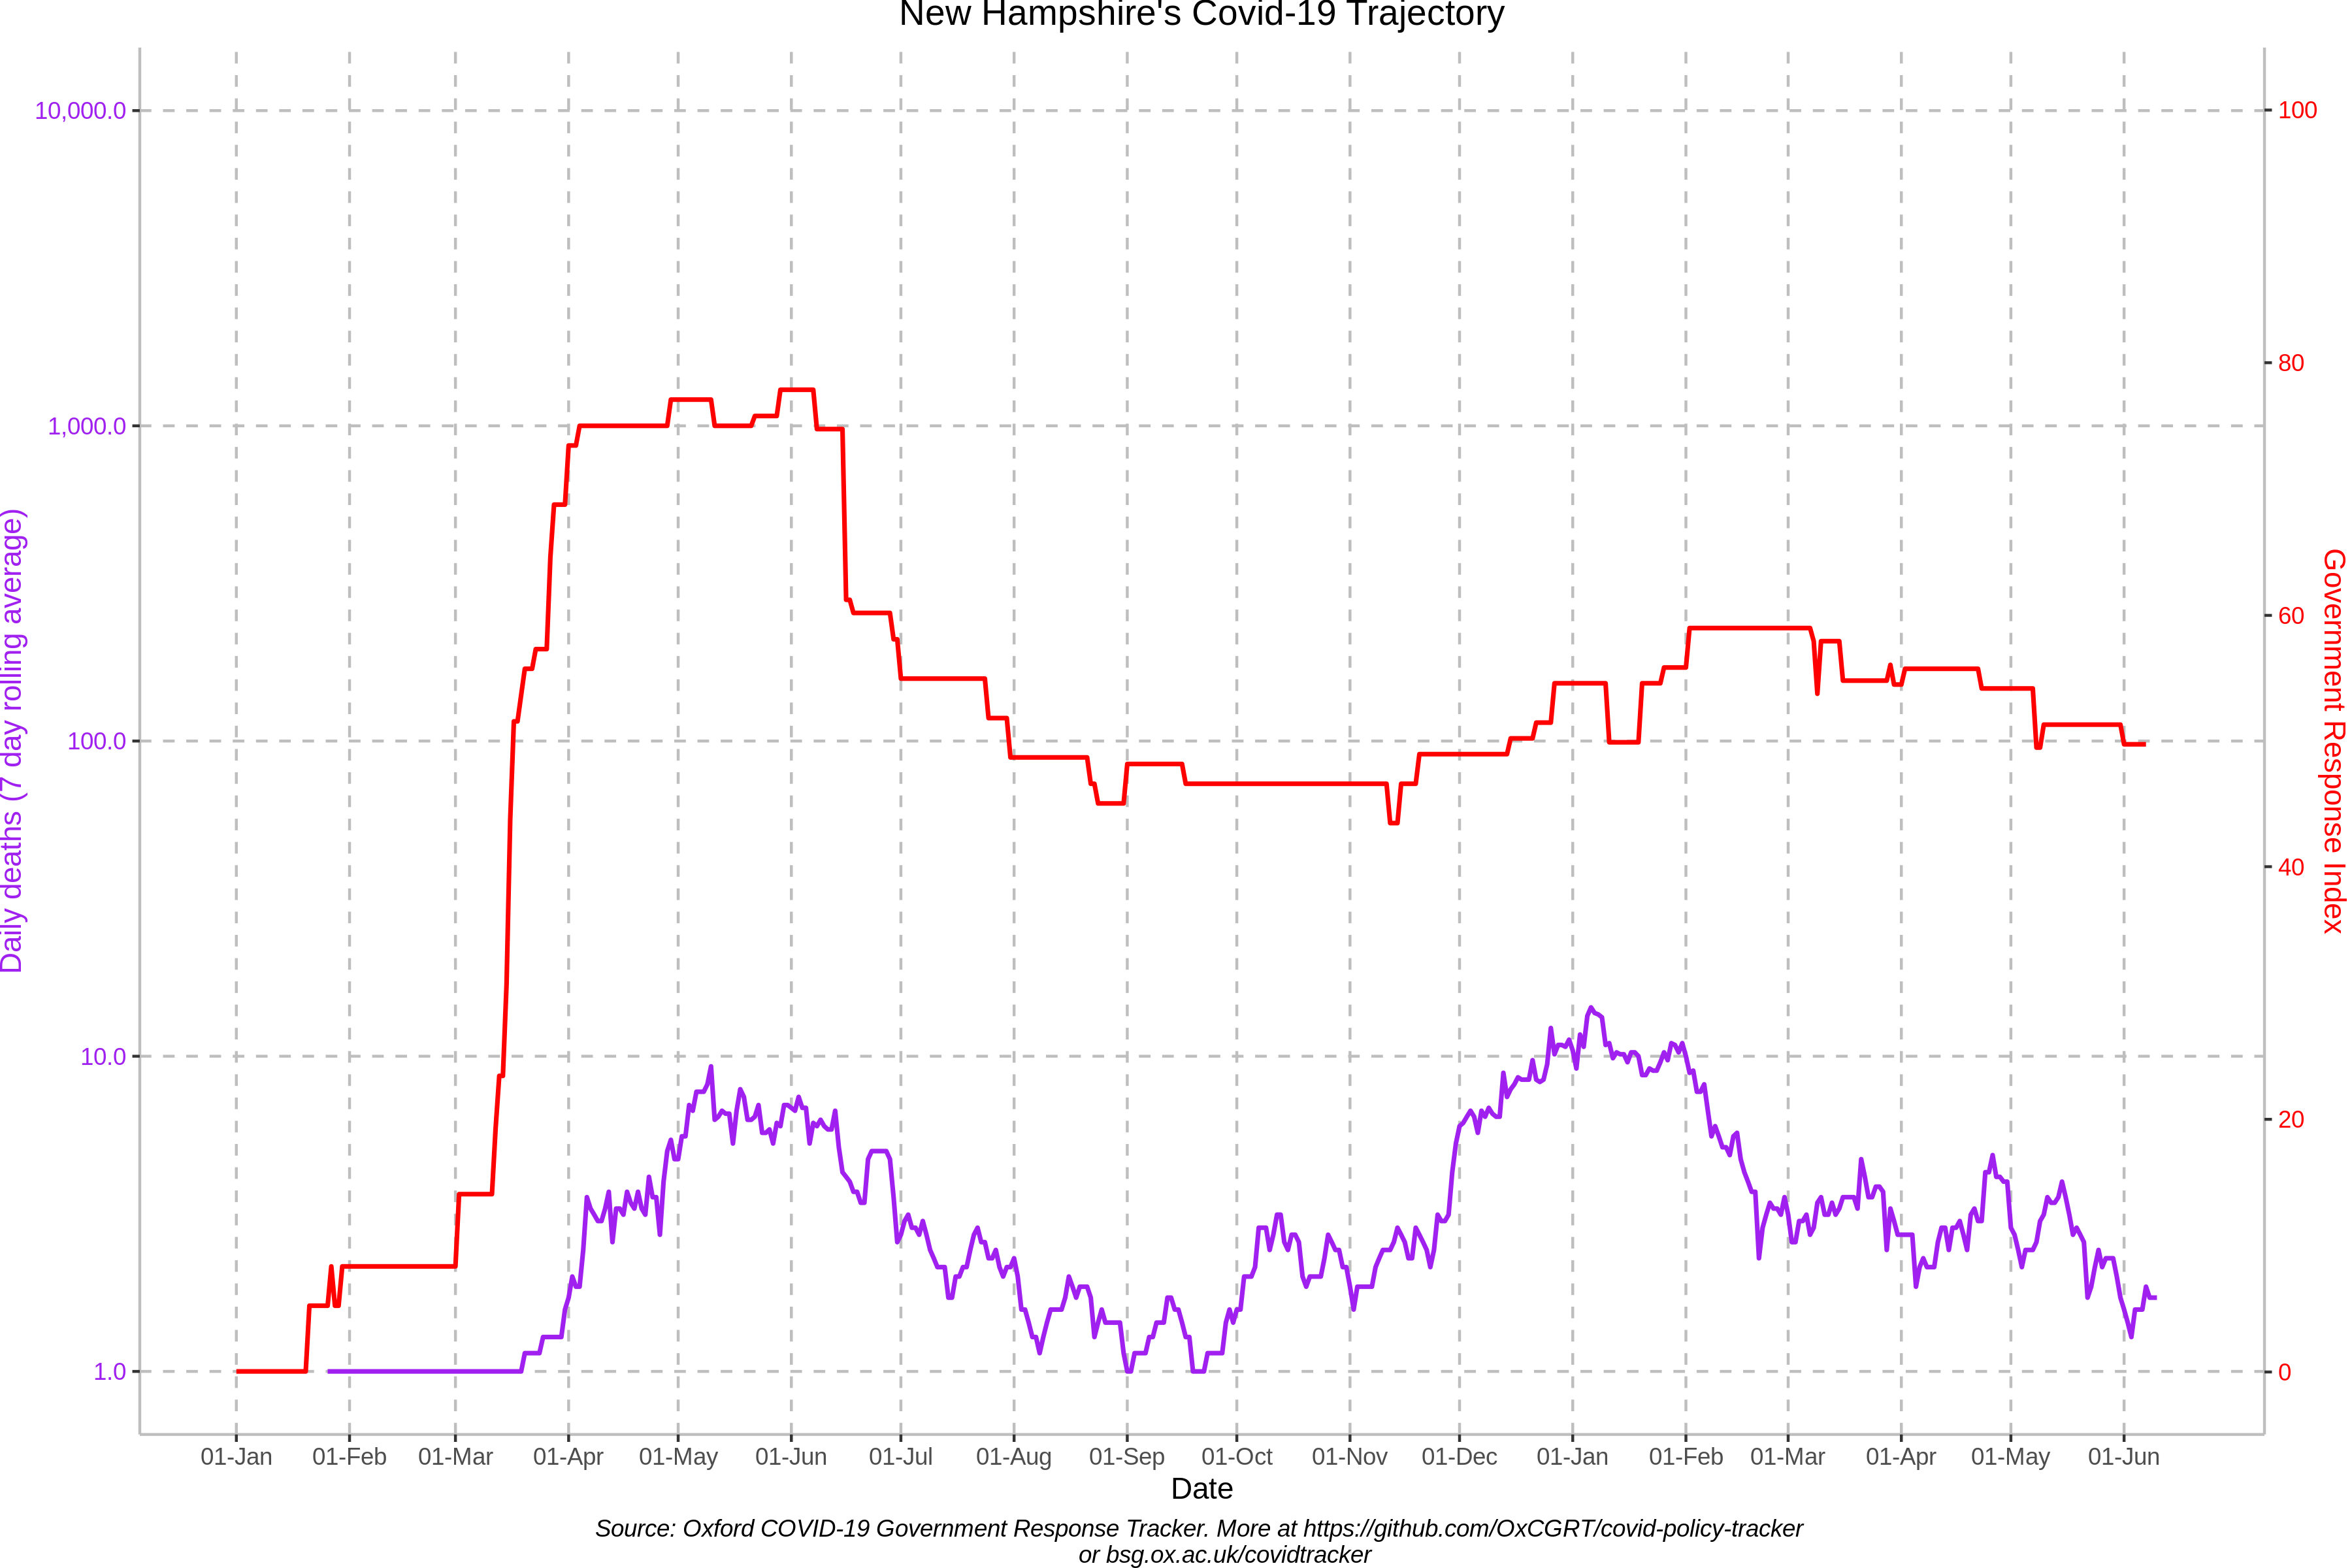 New Hampshire's Covid-19 Trajectory
10,000.0
1,000.0
100.0
10.0
1.0
Daily deaths (7 day rolling average)
100
80
60
40
20
0
Government Response Index
01-Jan 01-Feb 01-Mar 01-Apr 01-May 01-Jun 01-Jul 01-Aug 01-Sep 01-Oct 01-Nov 01-Dec 01-Jan 01-Feb 01-Mar 01-Apr 01-May 01-Jun
Date
Source: Oxford COVID-19 Government Response Tracker. More at https://github.com/OxCGRT/covid-policy-tracker
or bsg.ox.ac.uk/covidtracker